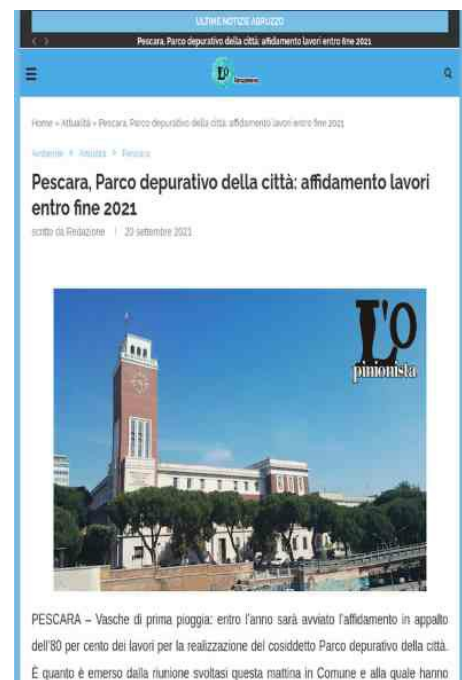 ULTIME NOTIZIE ABRUZZO
Pescara, Parco depurativo della città: affidamento lavori entro fine 2021
L'O
Home » Attualità » Pescara, Parco depurativo della città: affidamento lavori entro fine 2021
Ambiente Attualità Pescara
Pescara, Parco depurativo della città: affidamento lavori
entro fine 2021
scritto da Redazione | 20 settembre 2021
L'O
pinionista
PESCARA – Vasche di prima pioggia: entro l'anno sarà avviato l'affidamento in appalto
dell'80 per cento dei lavori per la realizzazione del cosiddetto Parco depurativo della città.
È quanto è emerso dalla riunione svoltasi questa mattina in Comune e alla quale hanno